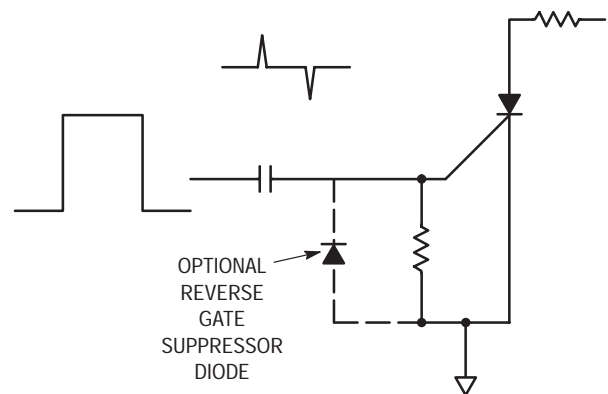 OPTIONAL
REVERSE
GATE
SUPPRESSOR
DIODE